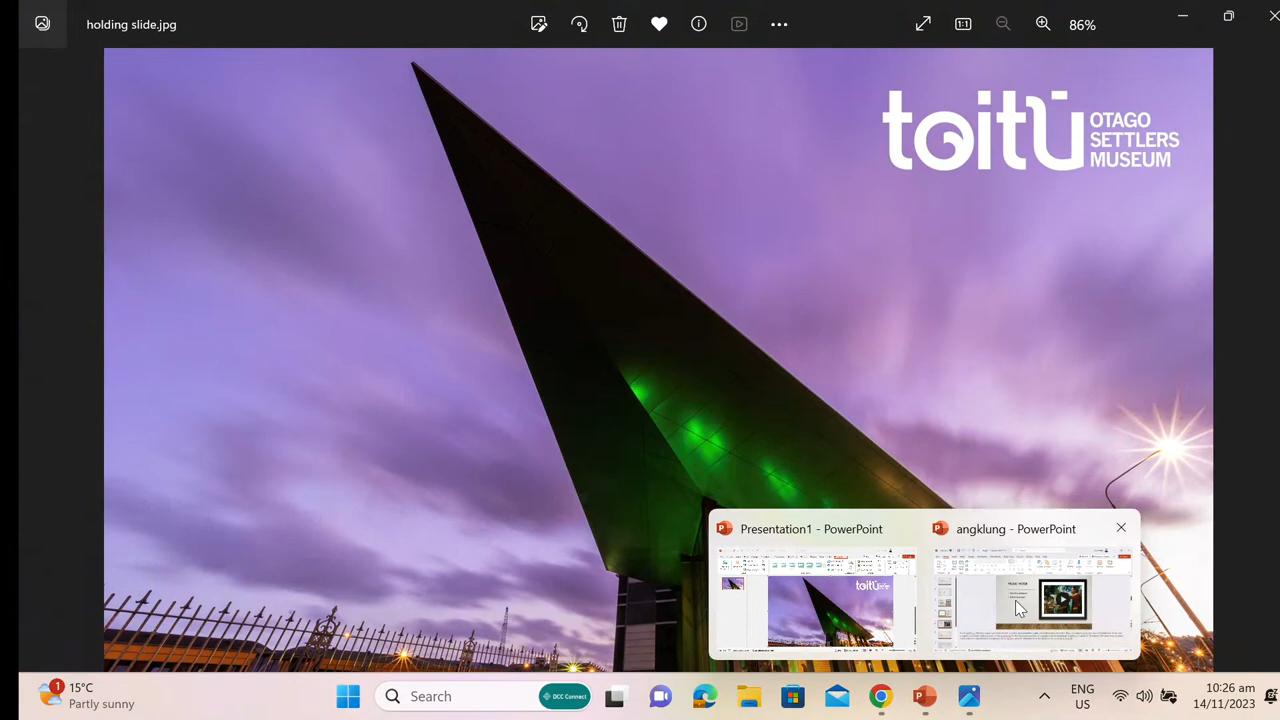 holding slide.jpg
86%
toitū
OTAGO
SETTLERS
MUSEUM
Presentation1 - PowerPoint
angklung - PowerPoint
1
15°C
Partly sunny
Search
DCC Connect
ENG
US
10:26 am
14/11/2023